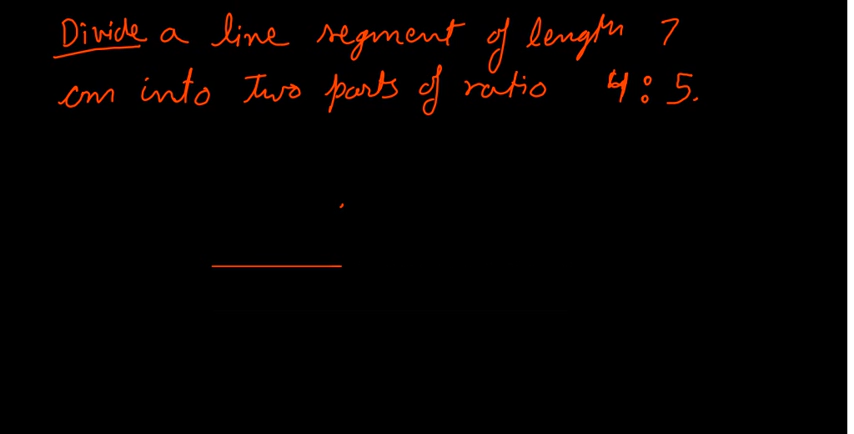 Divide a line segment of length 7
cm into two parts of ratio 4:5.